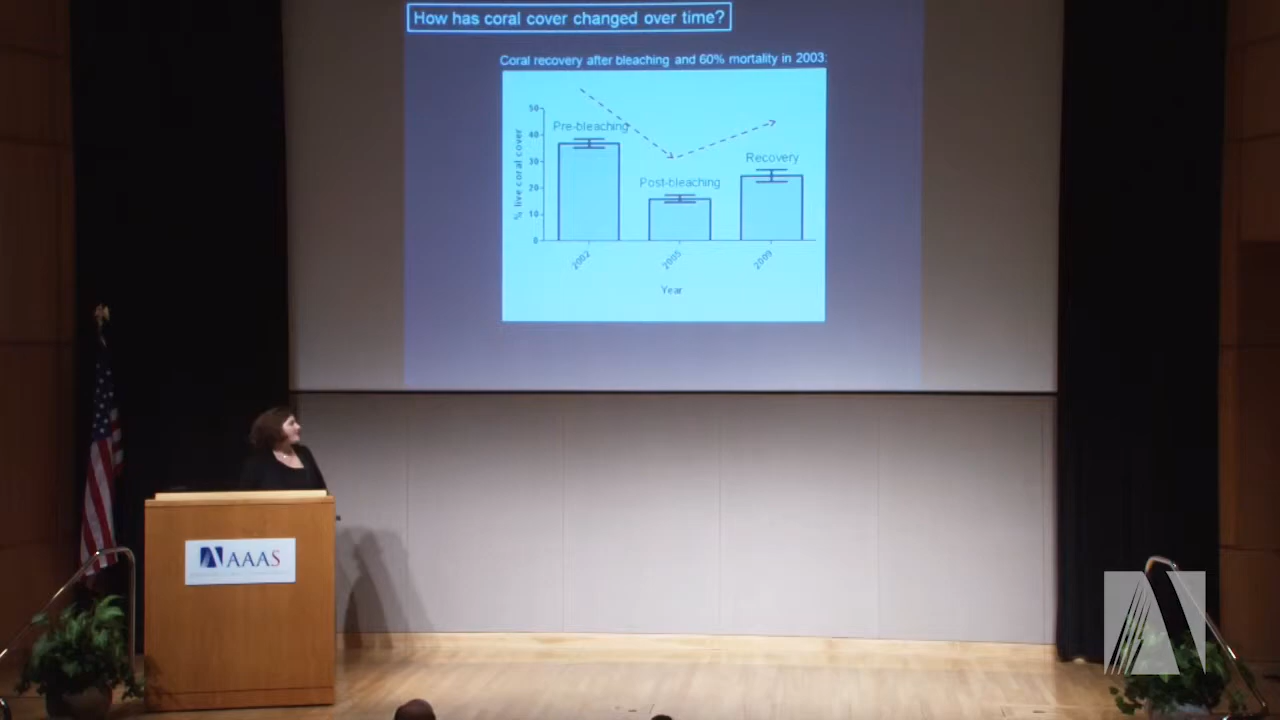 How has coral cover changed over time?
Coral recovery after bleaching and 60% mortality in 2003:
50
40
30
20
10
0
% live coral cover
Pre-bleaching
Post-bleaching
Recovery
2002
2005
2009
Year
AAAS